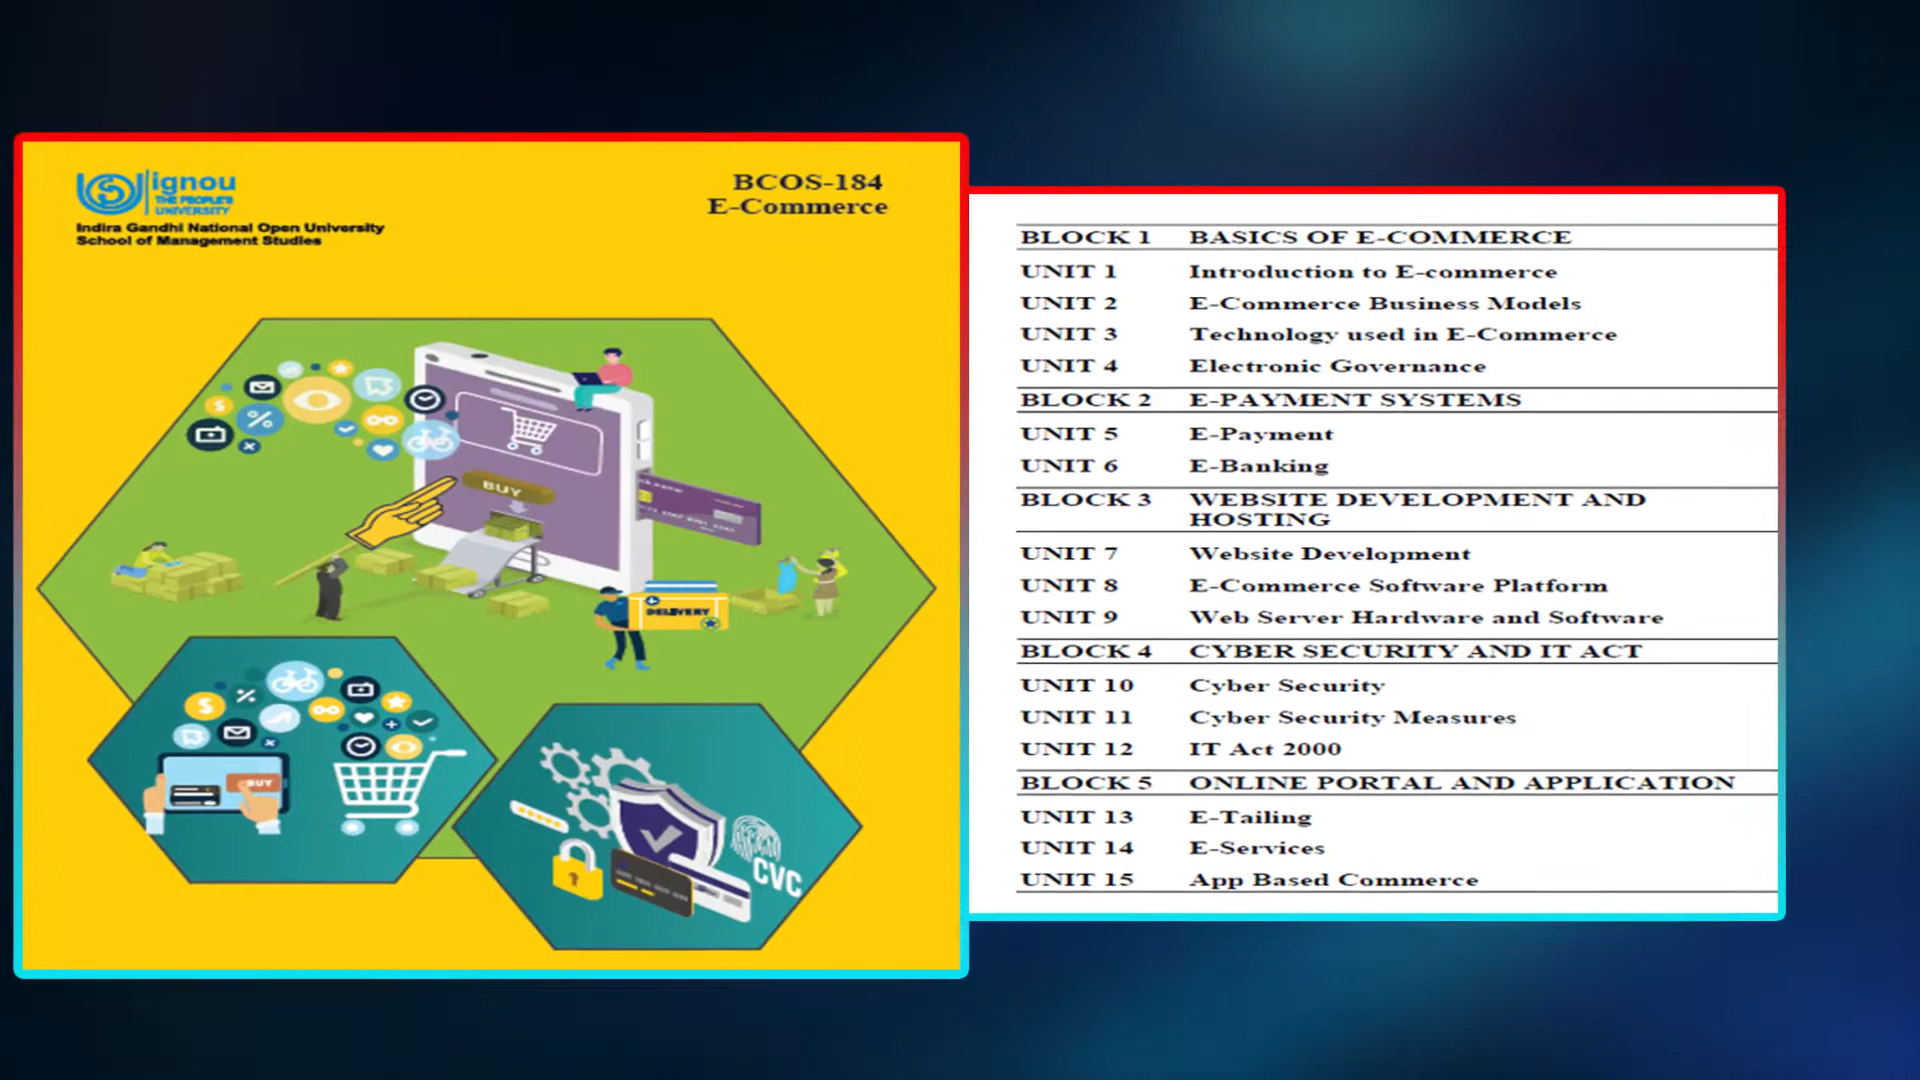 ignou
THE PEOPLE'S
UNIVERSITY
Indira Gandhi National Open University
School of Management Studies
BCOS-184
E-Commerce
BUY
DELIVERY
BUY
CVC
BLOCK 1 BASICS OF E-COMMERCE
UNIT 1 Introduction to E-commerce
UNIT 2 E-Commerce Business Models
UNIT 3 Technology used in E-Commerce
UNIT 4 Electronic Governance
BLOCK 2 E-PAYMENT SYSTEMS
UNIT 5 E-Payment
UNIT 6 E-Banking
BLOCK 3 WEBSITE DEVELOPMENT AND
HOSTING
UNIT 7 Website Development
UNIT 8 E-Commerce Software Platform
UNIT 9 Web Server Hardware and Software
BLOCK 4 CYBER SECURITY AND IT ACT
UNIT 10 Cyber Security
UNIT 11 Cyber Security Measures
UNIT 12 IT Act 2000
BLOCK 5 ONLINE PORTAL AND APPLICATION
UNIT 13 E-Tailing
UNIT 14 E-Services
UNIT 15 App Based Commerce